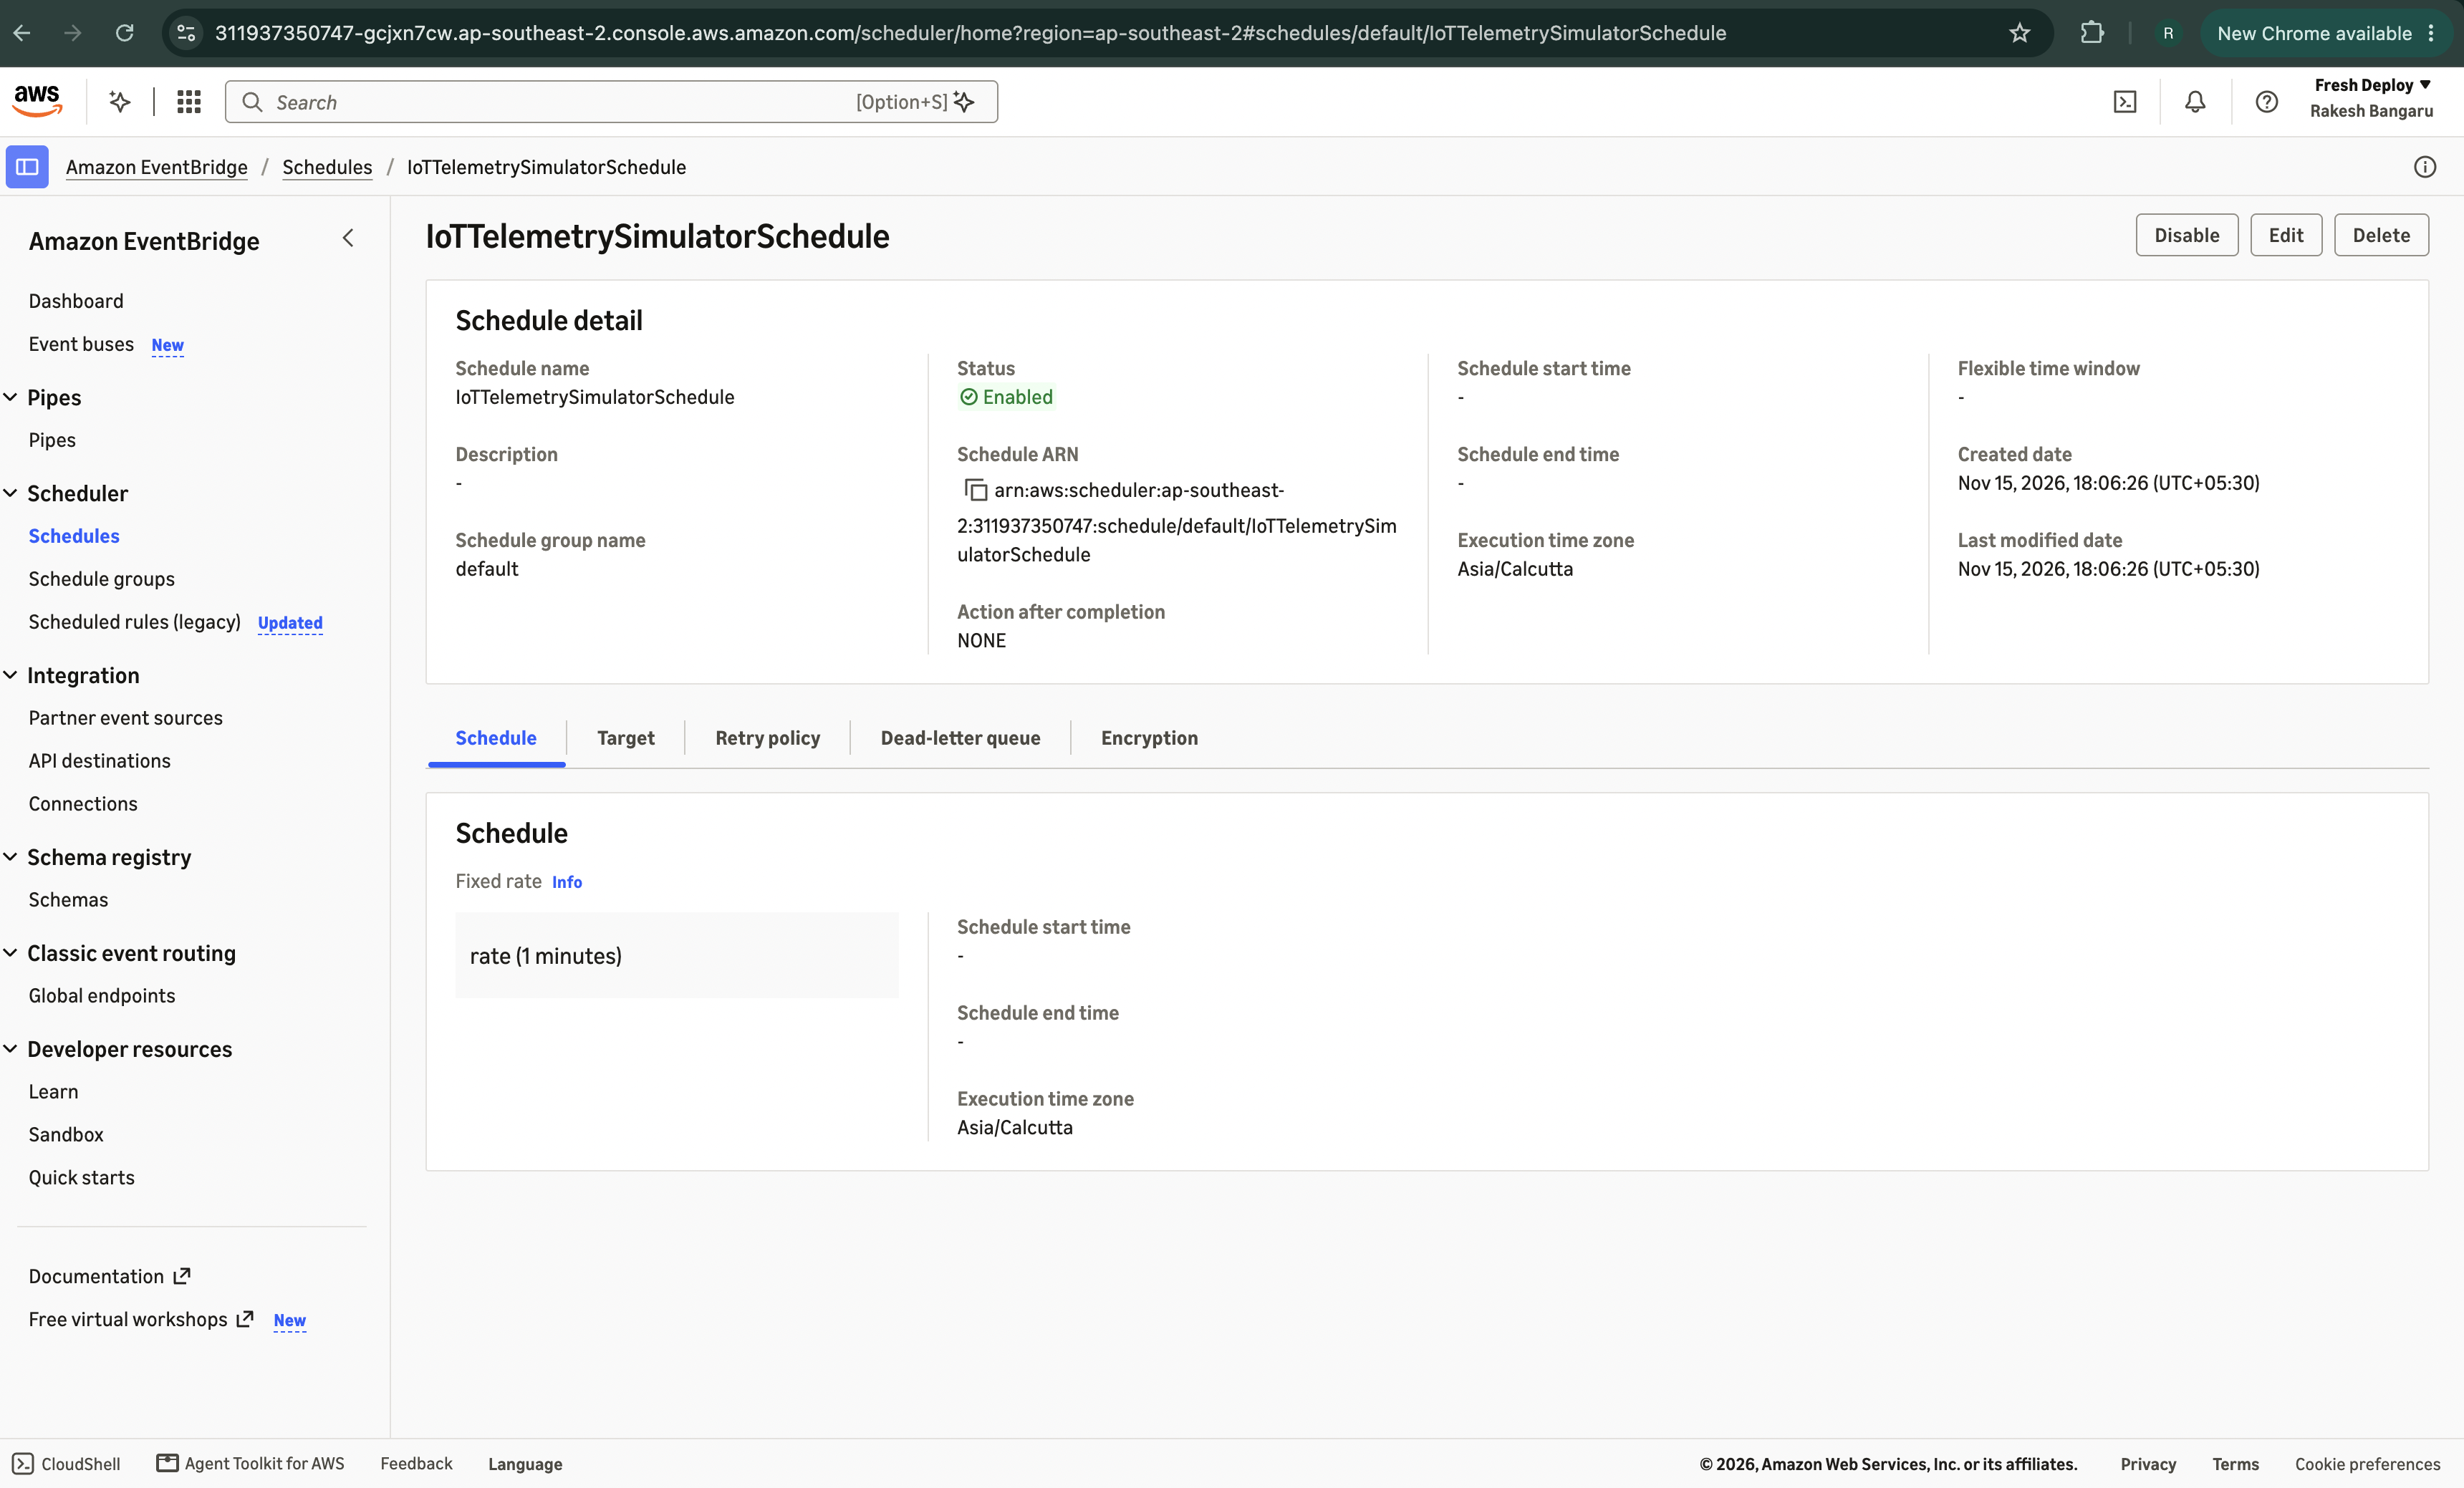 311937350747-gcjxn7cw.ap-southeast-2.console.aws.amazon.com/scheduler/home?region=ap-southeast-2#schedules/default/IoTTelemetrySimulatorSchedule
R
New Chrome available
aws
Search
[Option+S]
Fresh Deploy
Rakesh Bangaru
Amazon EventBridge / Schedules / IoTTelemetrySimulatorSchedule
Amazon EventBridge
Dashboard
Event buses New
Pipes
Pipes
Scheduler
Schedules
Schedule groups
Scheduled rules (legacy) Updated
Integration
Partner event sources
API destinations
Connections
Schema registry
Schemas
Classic event routing
Global endpoints
Developer resources
Learn
Sandbox
Quick starts
Documentation
Free virtual workshops New
IoTTelemetrySimulatorSchedule
Disable
Edit
Delete
Schedule detail
Schedule name
IoTTelemetrySimulatorSchedule
Description
-
Schedule group name
default
Status
Enabled
Schedule ARN
arn:aws:scheduler:ap-southeast-
2:311937350747:schedule/default/IoTTelemetrySim
ulatorSchedule
Action after completion
NONE
Schedule start time
-
Schedule end time
-
Execution time zone
Asia/Calcutta
Flexible time window
-
Created date
Nov 15, 2026, 18:06:26 (UTC+05:30)
Last modified date
Nov 15, 2026, 18:06:26 (UTC+05:30)
Schedule
Target
Retry policy
Dead-letter queue
Encryption
Schedule
Fixed rate Info
rate (1 minutes)
Schedule start time
-
Schedule end time
-
Execution time zone
Asia/Calcutta
CloudShell
Agent Toolkit for AWS
Feedback
Language
© 2026, Amazon Web Services, Inc. or its affiliates.
Privacy
Terms
Cookie preferences